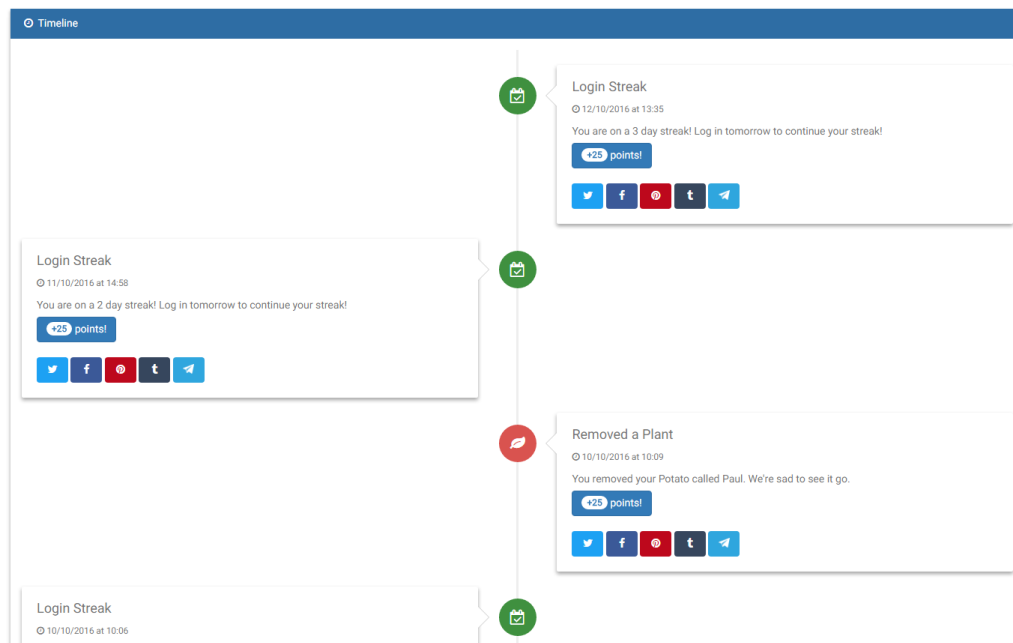 Timeline
Login Streak
12/10/2016 at 13:35
You are on a 3 day streak! Log in tomorrow to continue your streak!
+25 points!
Login Streak
11/10/2016 at 14:58
You are on a 2 day streak! Log in tomorrow to continue your streak!
+25 points!
Removed a Plant
10/10/2016 at 10:09
You removed your Potato called Paul. We're sad to see it go.
+25 points!
Login Streak
10/10/2016 at 10:06